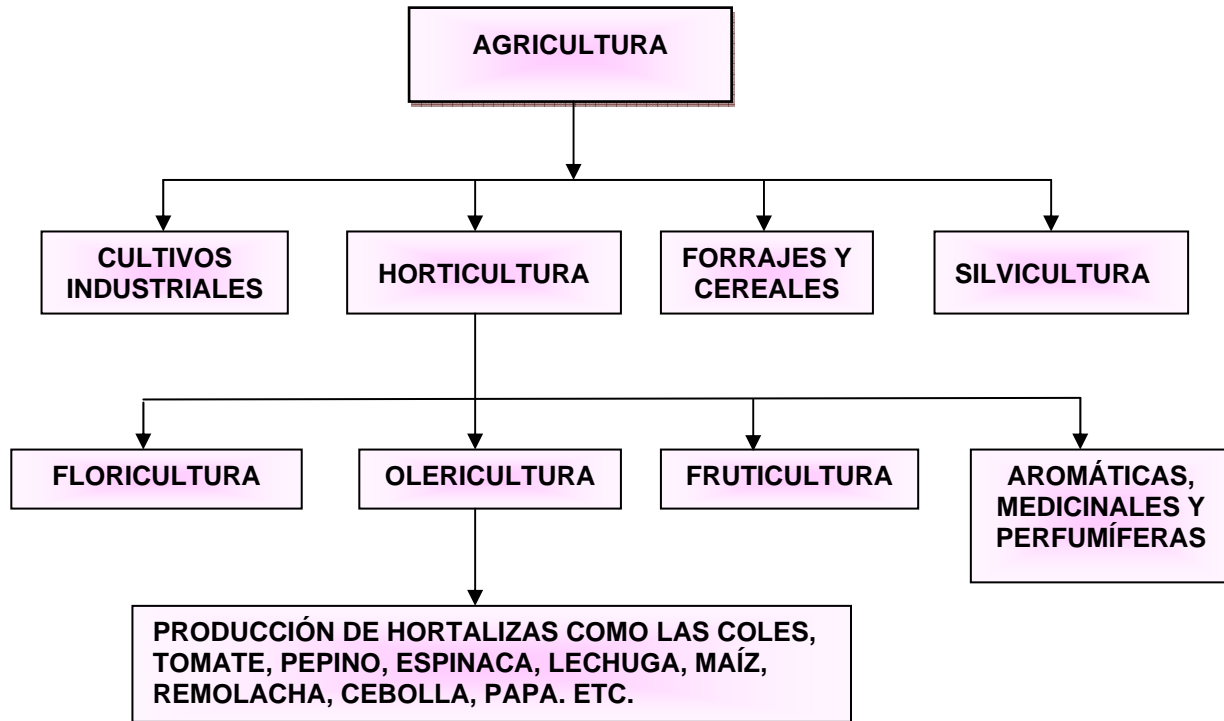 AGRICULTURA
CULTIVOS
INDUSTRIALES
HORTICULTURA
FORRAJES Y
CEREALES
SILVICULTURA
FLORICULTURA
OLERICULTURA
FRUTICULTURA
AROMÁTICAS,
MEDICINALES Y
PERFUMÍFERAS
PRODUCCIÓN DE HORTALIZAS COMO LAS COLES,
TOMATE, PEPINO, ESPINACA, LECHUGA, MAÍZ,
REMOLACHA, CEBOLLA, PAPA. ETC.